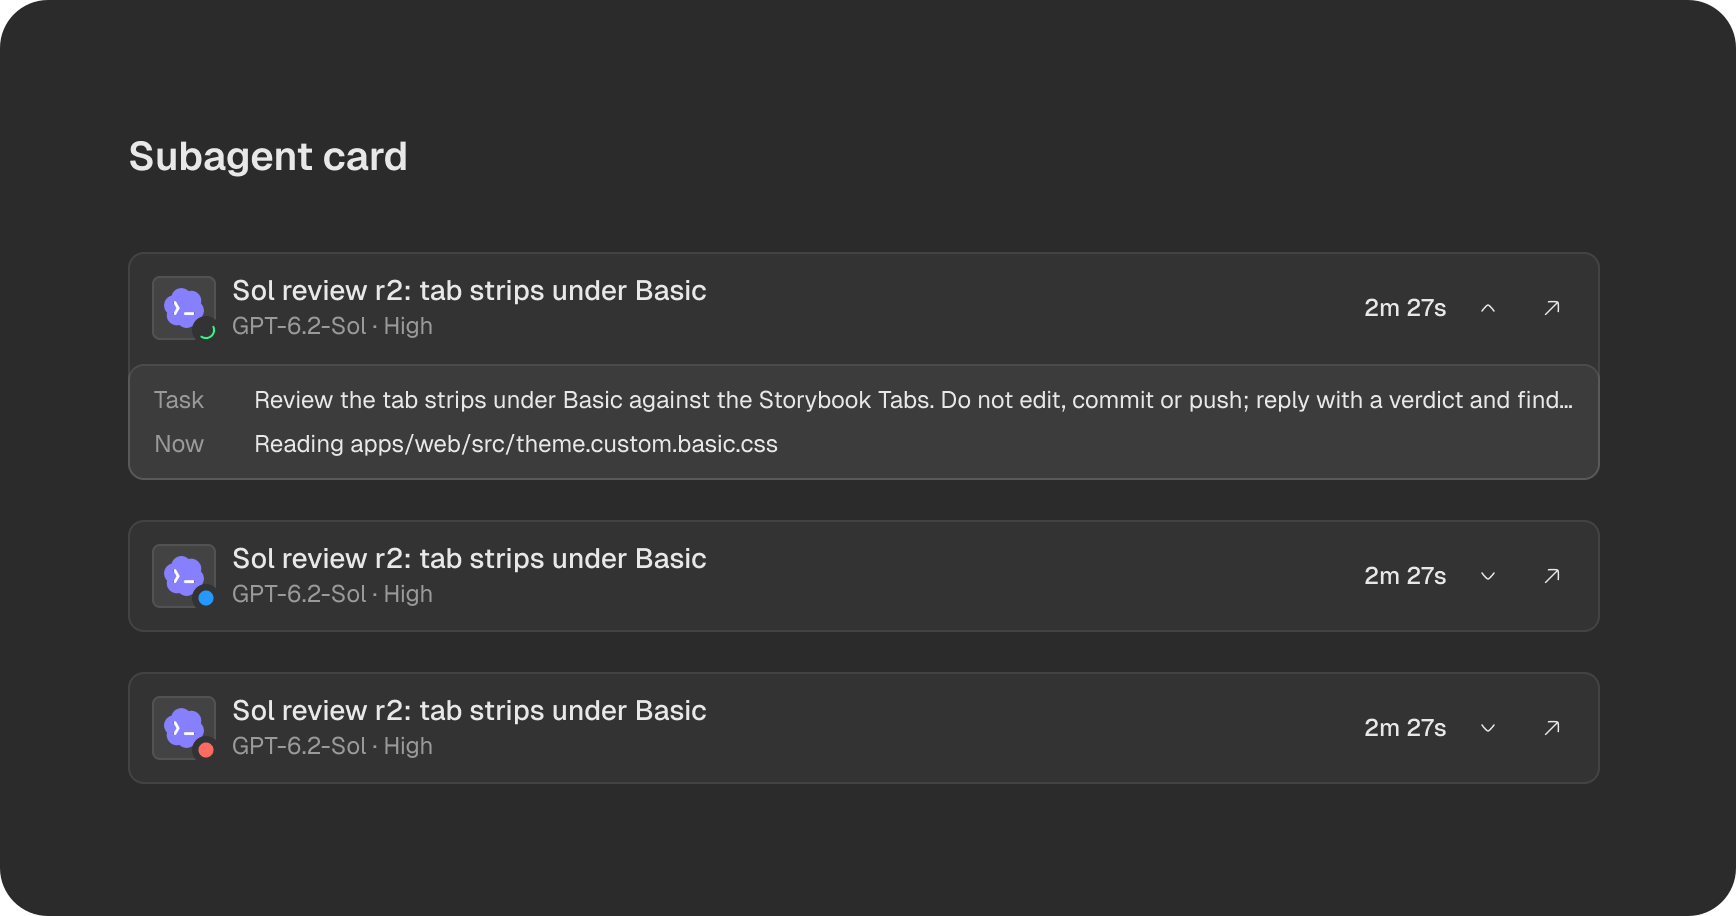 Subagent card
Sol review r2: tab strips under Basic
GPT-6.2-Sol · High
2m 27s
Task Review the tab strips under Basic against the Storybook Tabs. Do not edit, commit or push; reply with a verdict and find...
Now Reading apps/web/src/theme.custom.basic.css
Sol review r2: tab strips under Basic
GPT-6.2-Sol · High
2m 27s
Sol review r2: tab strips under Basic
GPT-6.2-Sol · High
2m 27s